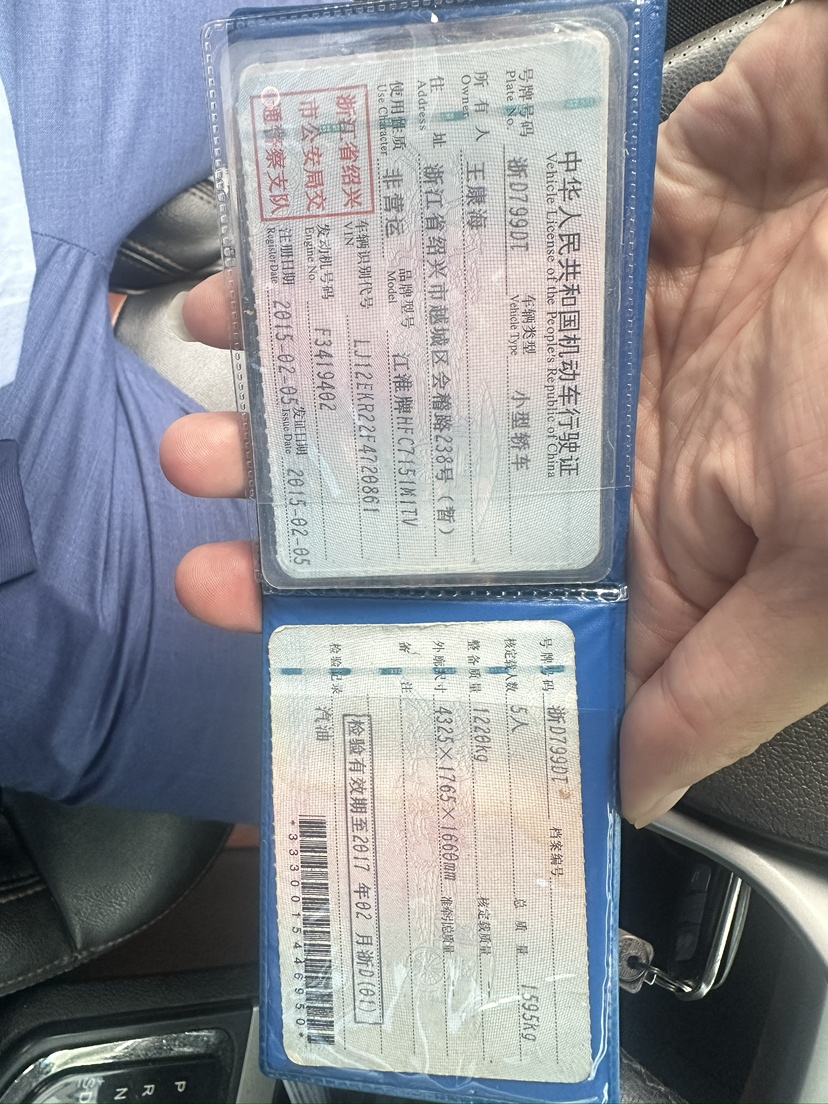 中华人民共和国机动车行驶证
Vehicle License of the People's Republic of China
号牌号码 浙D799DT 车辆类型 小型轿车
Plate No. Vehicle Type
所有人 王康海
Owner
住址 浙江省绍兴市越城区会稽路238号(暂)
Address
使用性质 非营运 品牌型号 江淮牌HFC7151M1TV
Use Character Model
浙江省绍兴
市公安局交
通警察支队
车辆识别代号 LJ12EKR22F4720861
VIN
发动机号码 F3419402
Engine No.
注册日期 2015-02-05 发证日期 2015-02-05
Register Date Issue Date
号牌号码 浙D799DT 档案编号
核定载人数 5人 总质量 1595kg
整备质量 1220kg 核定载质量 --
外廓尺寸 4325×1765×1660mm 准牵引总质量
备注
检验有效期至2017年02月浙D(01)
检验记录 汽油
*3330015446950*
P
R
N
D